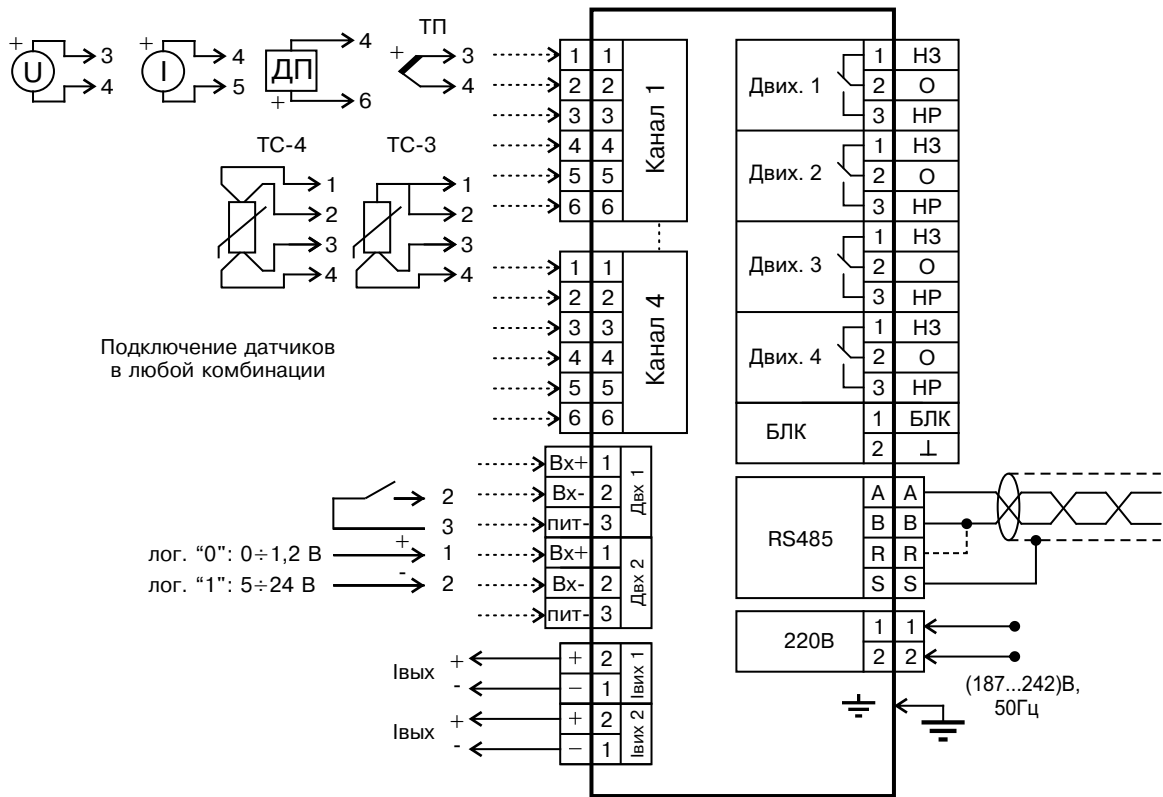 + U 3 4
+ I 4 5
ДП + 4 6
ТП + 3 4
ТС-4 1 2 3 4
ТС-3 1 2 3 4
Подключение датчиков
в любой комбинации
1 1
2 2
3 3
4 4
5 5
6 6
Канал 1
1 1
2 2
3 3
4 4
5 5
6 6
Канал 4
2
3
лог. "0": 0÷1,2 В + 1
лог. "1": 5÷24 В - 2
Вх+ 1
Вх- 2
пит- 3
Двх 1
Вх+ 1
Вх- 2
пит- 3
Двх 2
Iвых + -
+ 2
− 1
Iвих 1
Iвых + -
+ 2
− 1
Iвих 2
Двих. 1
1 НЗ
2 О
3 НР
Двих. 2
1 НЗ
2 О
3 НР
Двих. 3
1 НЗ
2 О
3 НР
Двих. 4
1 НЗ
2 О
3 НР
БЛК
1 БЛК
2 ⊥
RS485
A A
B B
R R
S S
220В
1 1
2 2
(187...242)В,
50Гц